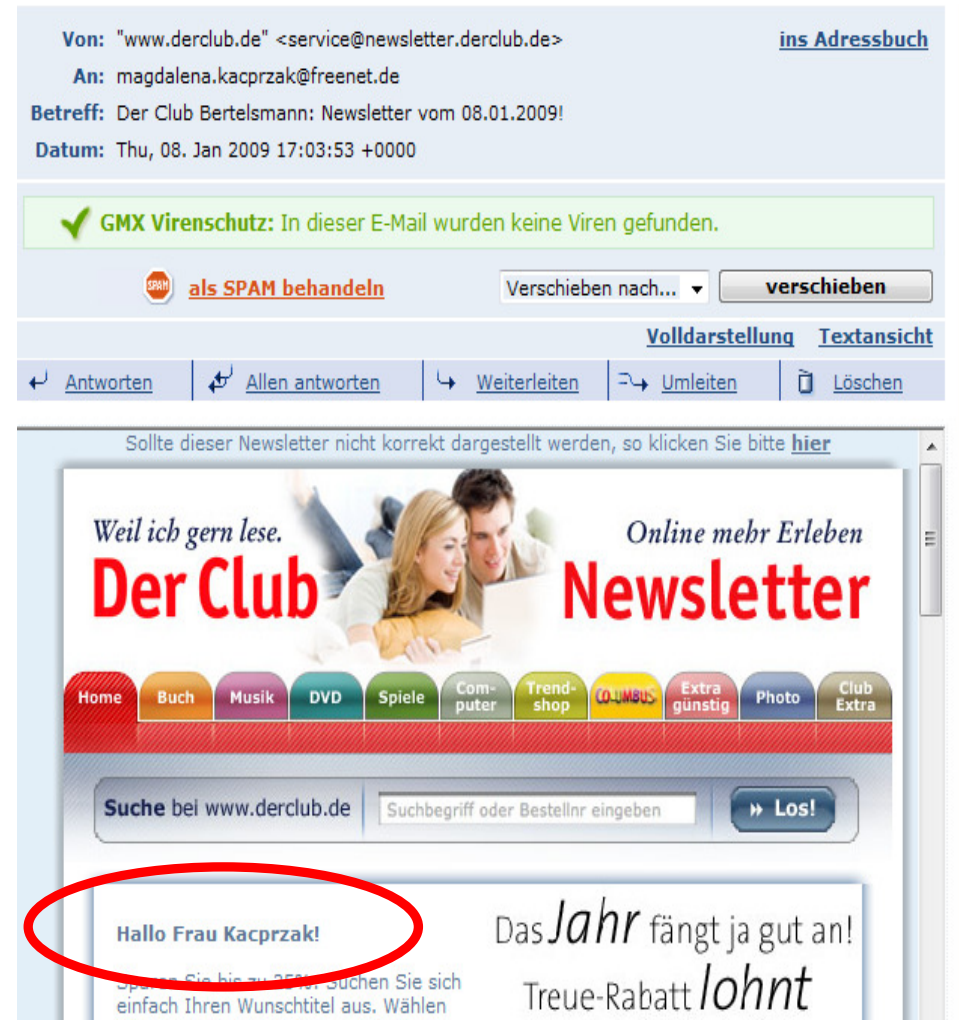 Von: "www.derclub.de" <service@newsletter.derclub.de> ins Adressbuch
An: magdalena.kacprzak@freenet.de
Betreff: Der Club Bertelsmann: Newsletter vom 08.01.2009!
Datum: Thu, 08. Jan 2009 17:03:53 +0000
GMX Virenschutz: In dieser E-Mail wurden keine Viren gefunden.
SPAM als SPAM behandeln Verschieben nach... verschieben
Volldarstellung Textansicht
Antworten Allen antworten Weiterleiten Umleiten Löschen
Sollte dieser Newsletter nicht korrekt dargestellt werden, so klicken Sie bitte hier
Weil ich gern lese.
Der Club
Online mehr Erleben
Newsletter
Home Buch Musik DVD Spiele Com-puter Trend-shop COLUMBUS Extra günstig Photo Club Extra
Suche bei www.derclub.de Suchbegriff oder Bestellnr eingeben » Los!
Hallo Frau Kacprzak!
Sparen Sie bis zu 35%. Suchen Sie sich
einfach Ihren Wunschtitel aus. Wählen
Das Jahr fängt ja gut an!
Treue-Rabatt lohnt